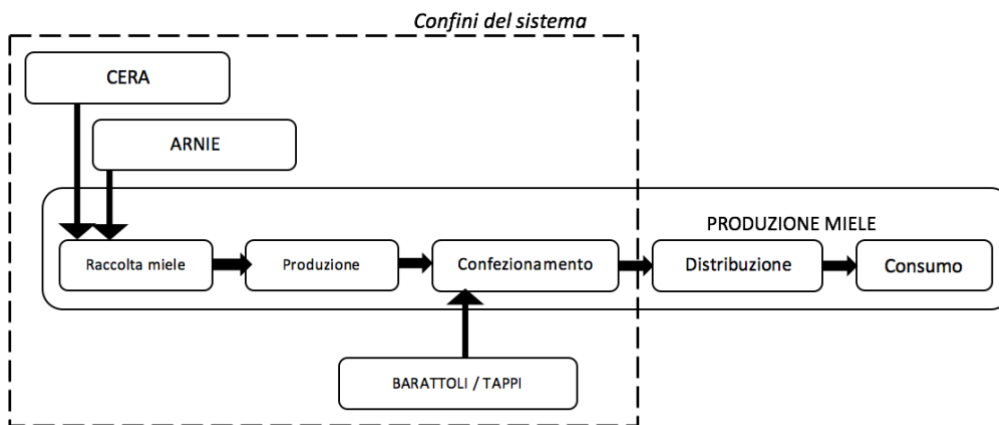 Confini del sistema
CERA
ARNIE
PRODUZIONE MIELE
Raccolta miele
Produzione
Confezionamento
Distribuzione
Consumo
BARATTOLI / TAPPI